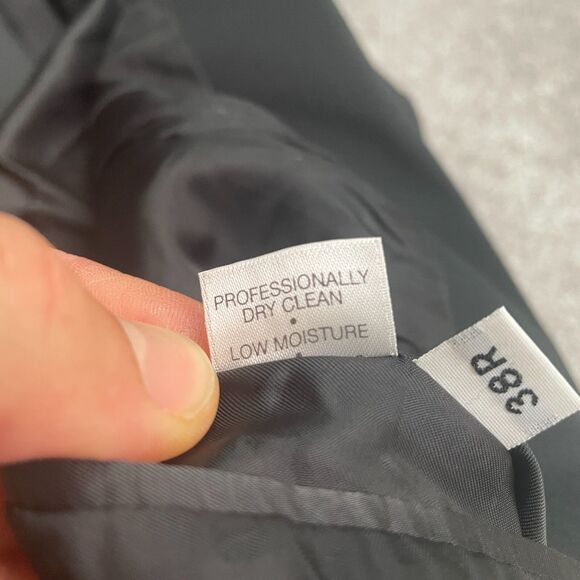 PROFESSIONALLY
DRY CLEAN
•
LOW MOISTURE
38R